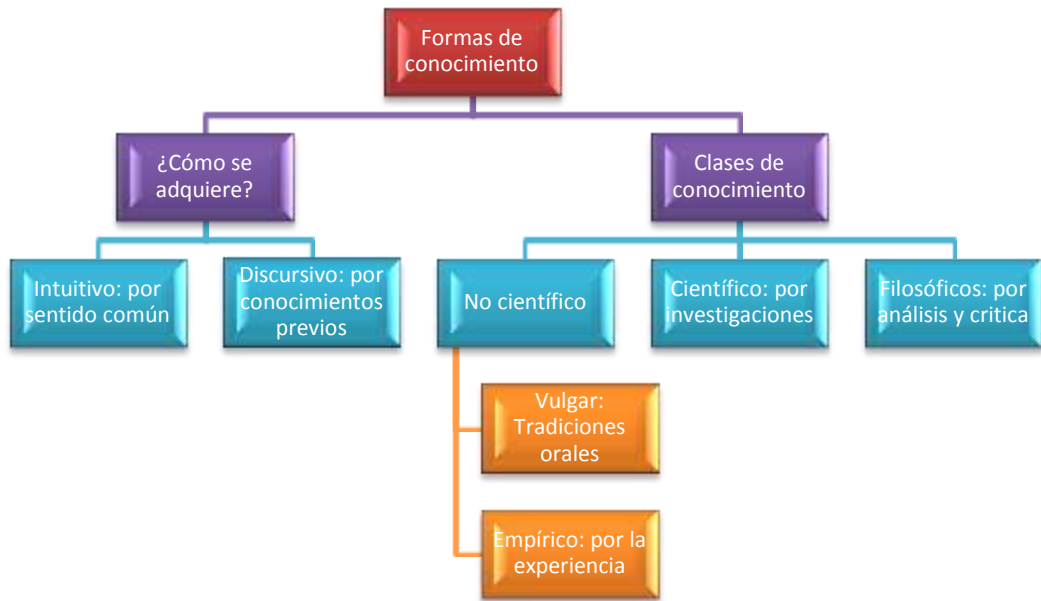 Formas de
conocimiento
¿Cómo se
adquiere?
Clases de
conocimiento
Intuitivo: por
sentido común
Discursivo: por
conocimientos
previos
No científico
Científico: por
investigaciones
Filosóficos: por
análisis y critica
Vulgar:
Tradiciones
orales
Empírico: por la
experiencia